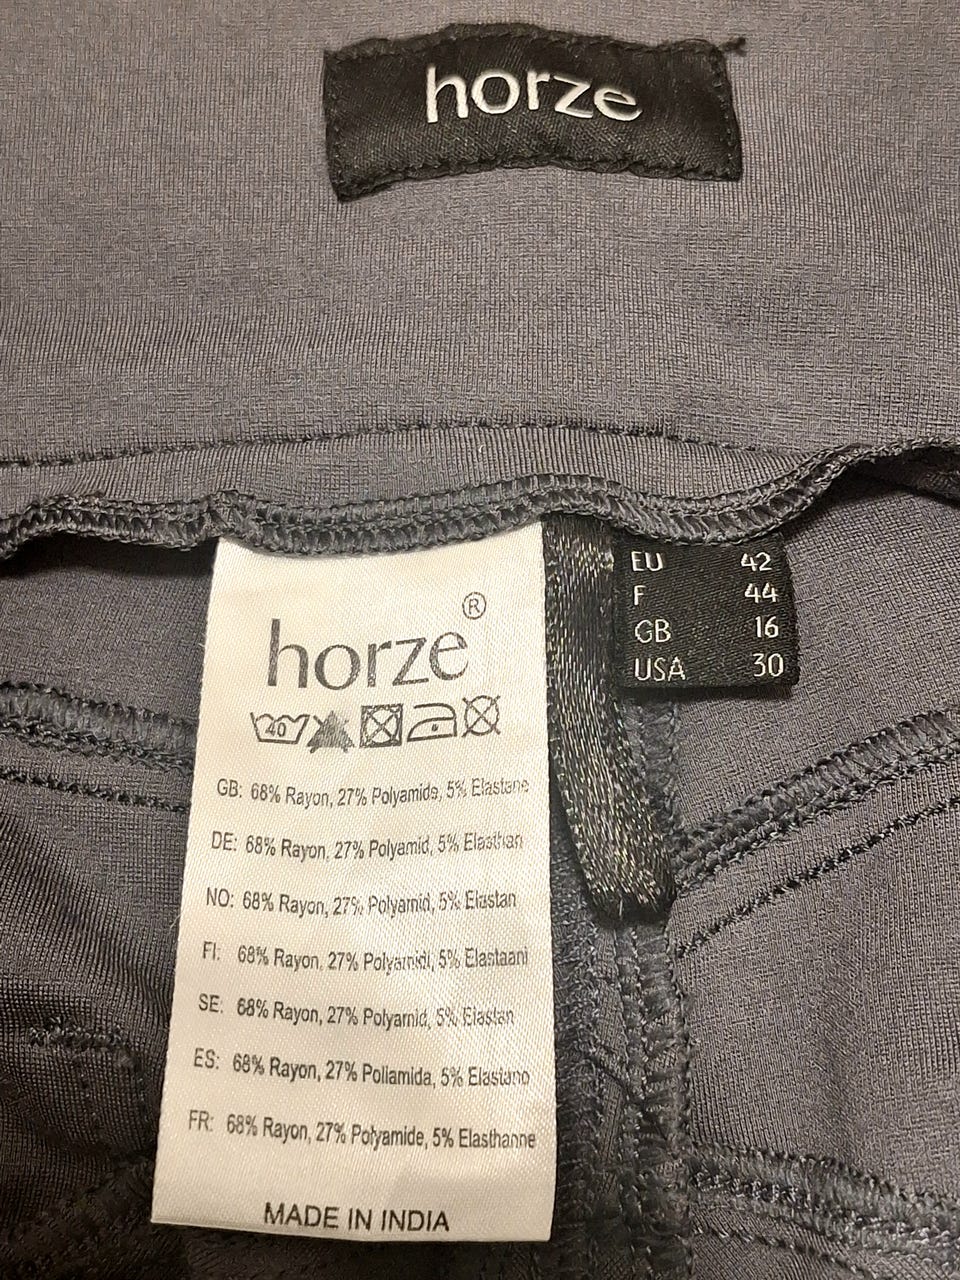 horze
EU 42
F 44
GB 16
USA 30
horze®
40
GB: 68% Rayon, 27% Polyamide, 5% Elastane
DE: 68% Rayon, 27% Polyamid, 5% Elasthan
NO: 68% Rayon, 27% Polyamid, 5% Elastan
FI: 68% Rayon, 27% Polyamidi, 5% Elastaani
SE: 68% Rayon, 27% Polyamid, 5% Elastan
ES: 68% Rayon, 27% Poliamida, 5% Elastano
FR: 68% Rayon, 27% Polyamide, 5% Elasthanne
MADE IN INDIA